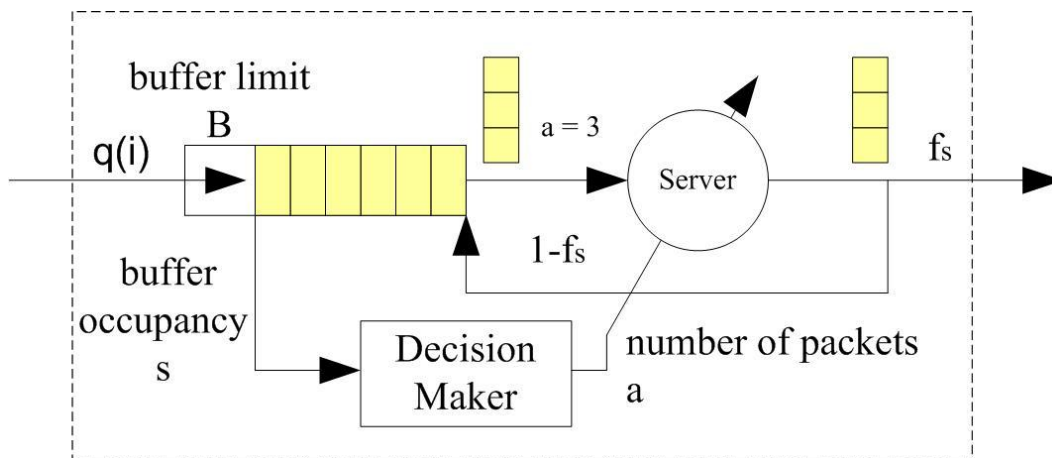 buffer limit
B
q(i)
a = 3
Server
fs
1-fs
buffer
occupancy
s
Decision
Maker
number of packets
a